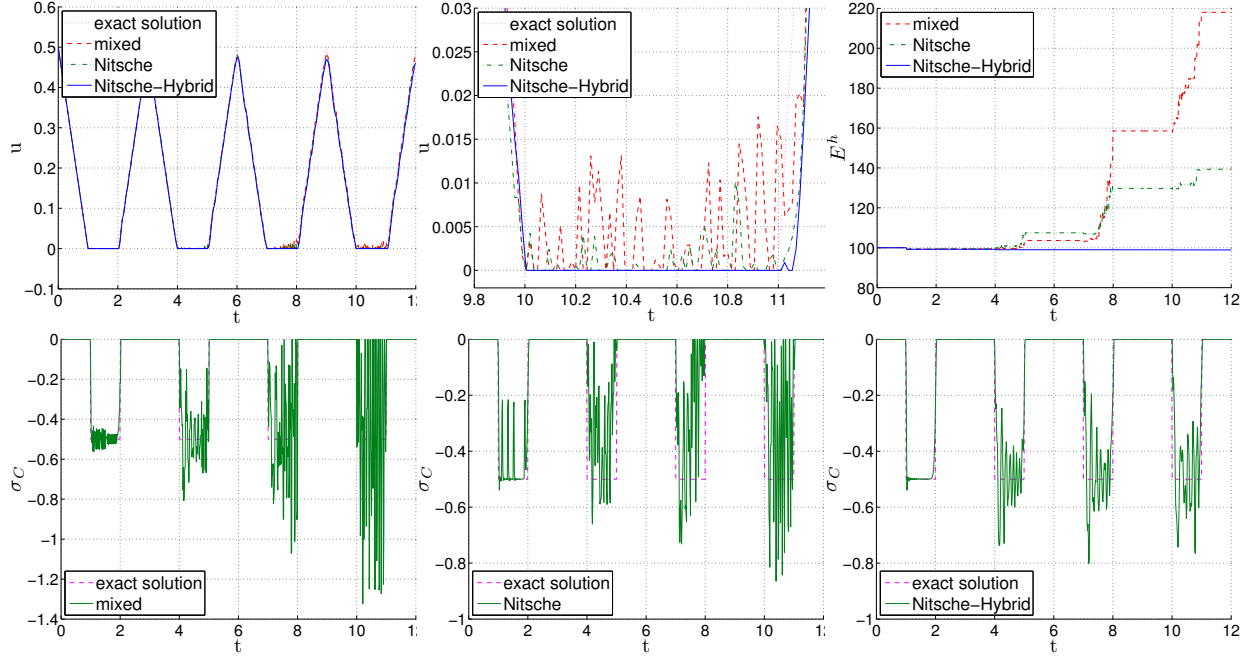 0.6
0.5
0.4
0.3
0.2
0.1
0
−0.1
u
0 2 4 6 8 10 12
t
exact solution
mixed
Nitsche
Nitsche−Hybrid
0.03
0.025
0.02
0.015
0.01
0.005
0
u
9.8 10 10.2 10.4 10.6 10.8 11
t
exact solution
mixed
Nitsche
Nitsche−Hybrid
220
200
180
160
140
120
100
80
E^h
0 2 4 6 8 10 12
t
mixed
Nitsche
Nitsche−Hybrid
0
−0.2
−0.4
−0.6
−0.8
−1
−1.2
−1.4
σ_C
0 2 4 6 8 10 12
t
exact solution
mixed
0
−0.2
−0.4
−0.6
−0.8
−1
σ_C
0 2 4 6 8 10 12
t
exact solution
Nitsche
0
−0.2
−0.4
−0.6
−0.8
−1
σ_C
0 2 4 6 8 10 12
t
exact solution
Nitsche−Hybrid